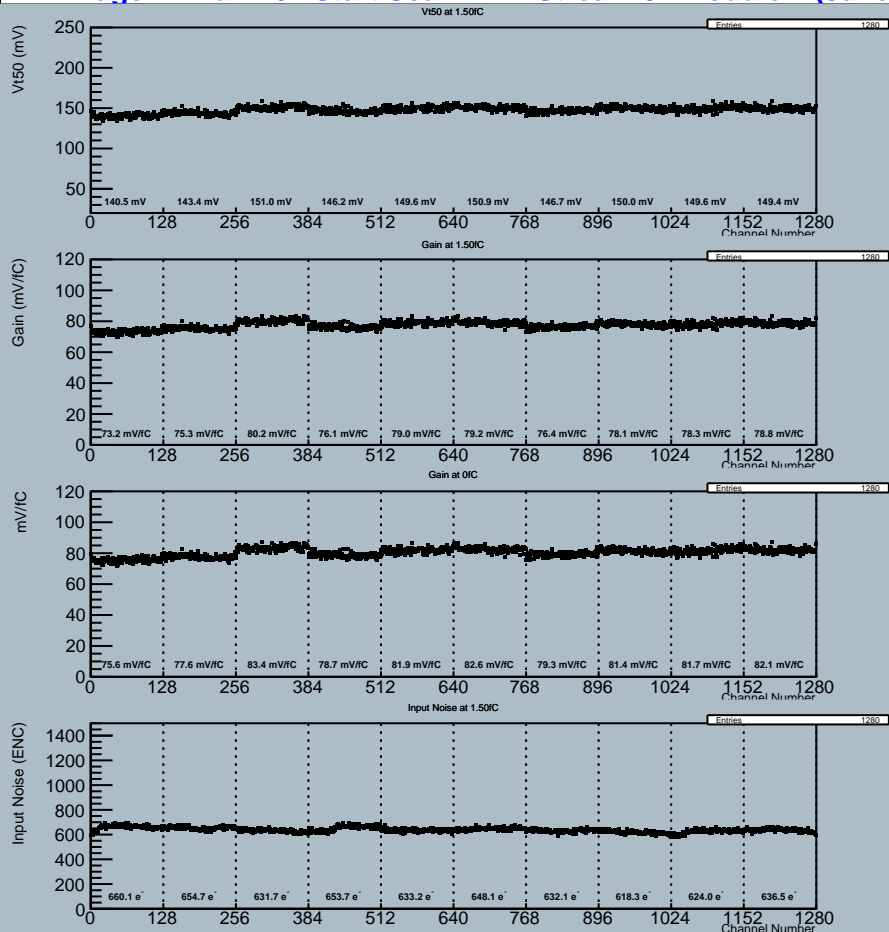 Vt50 at 1.50fC
Entries 1280
Vt50 (mV)
250
200
150
100
50
140.5 mV 143.4 mV 151.0 mV 146.2 mV 149.6 mV 150.9 mV 146.7 mV 150.0 mV 149.6 mV 149.4 mV
0 128 256 384 512 640 768 896 1024 1152 1280
Channel Number
Gain at 1.50fC
Entries 1280
Gain (mV/fC)
120
100
80
60
40
20
0
73.2 mV/fC 75.3 mV/fC 80.2 mV/fC 76.1 mV/fC 79.0 mV/fC 79.2 mV/fC 76.4 mV/fC 78.1 mV/fC 78.3 mV/fC 78.8 mV/fC
0 128 256 384 512 640 768 896 1024 1152 1280
Channel Number
Gain at 0fC
Entries 1280
mV/fC
120
100
80
60
40
20
0
75.6 mV/fC 77.6 mV/fC 83.4 mV/fC 78.7 mV/fC 81.9 mV/fC 82.6 mV/fC 79.3 mV/fC 81.4 mV/fC 81.7 mV/fC 82.1 mV/fC
0 128 256 384 512 640 768 896 1024 1152 1280
Channel Number
Input Noise at 1.50fC
Entries 1280
Input Noise (ENC)
1400
1200
1000
800
600
400
200
0
660.1 e⁻ 654.7 e⁻ 631.7 e⁻ 653.7 e⁻ 633.2 e⁻ 648.1 e⁻ 632.1 e⁻ 618.3 e⁻ 624.0 e⁻ 636.5 e⁻
0 128 256 384 512 640 768 896 1024 1152 1280
Channel Number